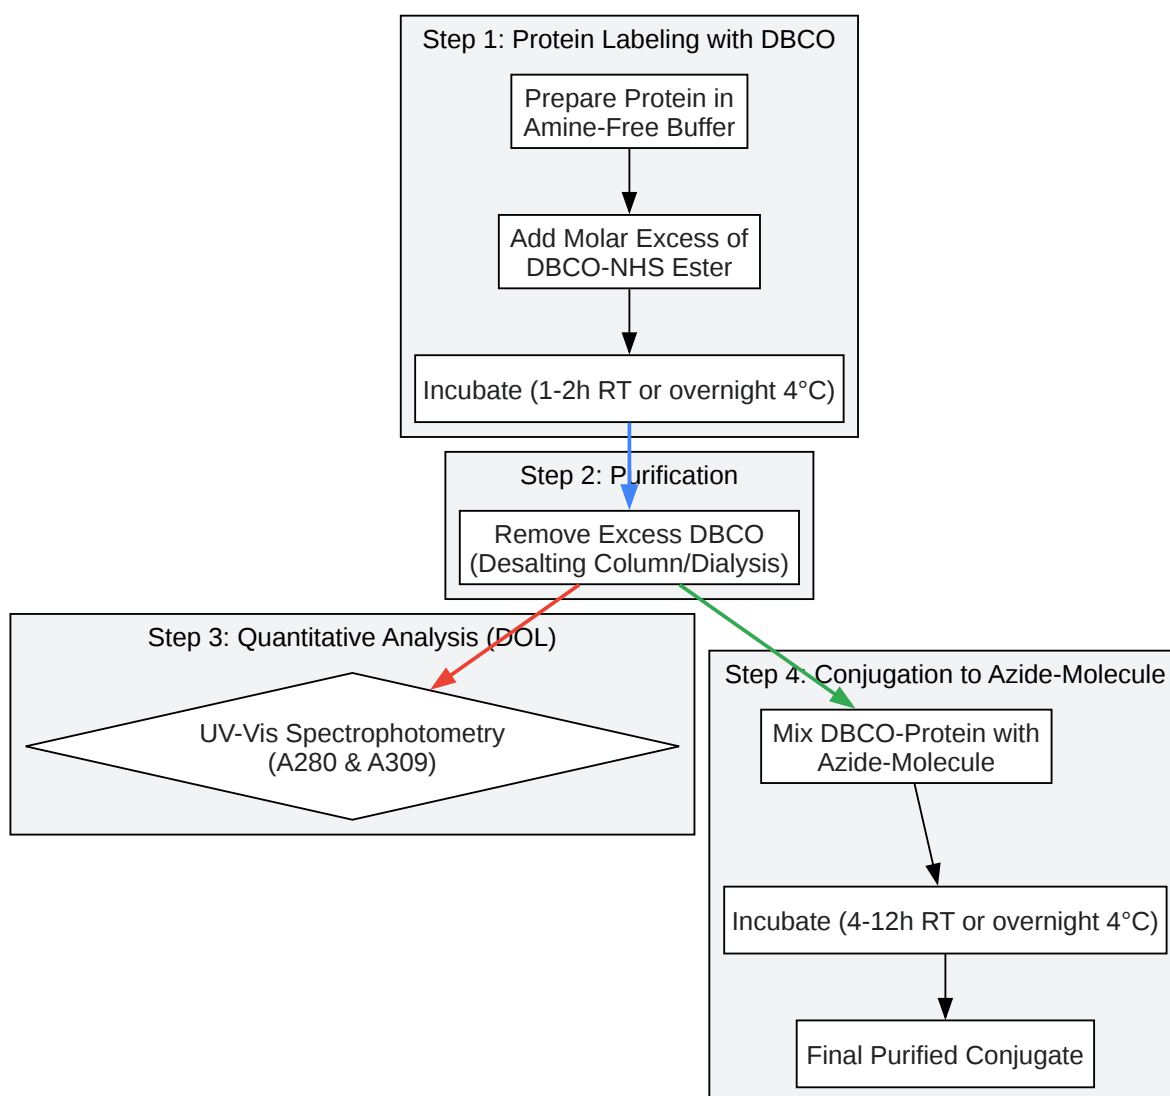 Step 1: Protein Labeling with DBCO
Prepare Protein in
Amine-Free Buffer
Add Molar Excess of
DBCO-NHS Ester
Incubate (1-2h RT or overnight 4°C)
Step 2: Purification
Remove Excess DBCO
(Desalting Column/Dialysis)
Step 3: Quantitative Analysis (DOL)
UV-Vis Spectrophotometry
(A280 & A309)
Step 4: Conjugation to Azide-Molecule
Mix DBCO-Protein with
Azide-Molecule
Incubate (4-12h RT or overnight 4°C)
Final Purified Conjugate